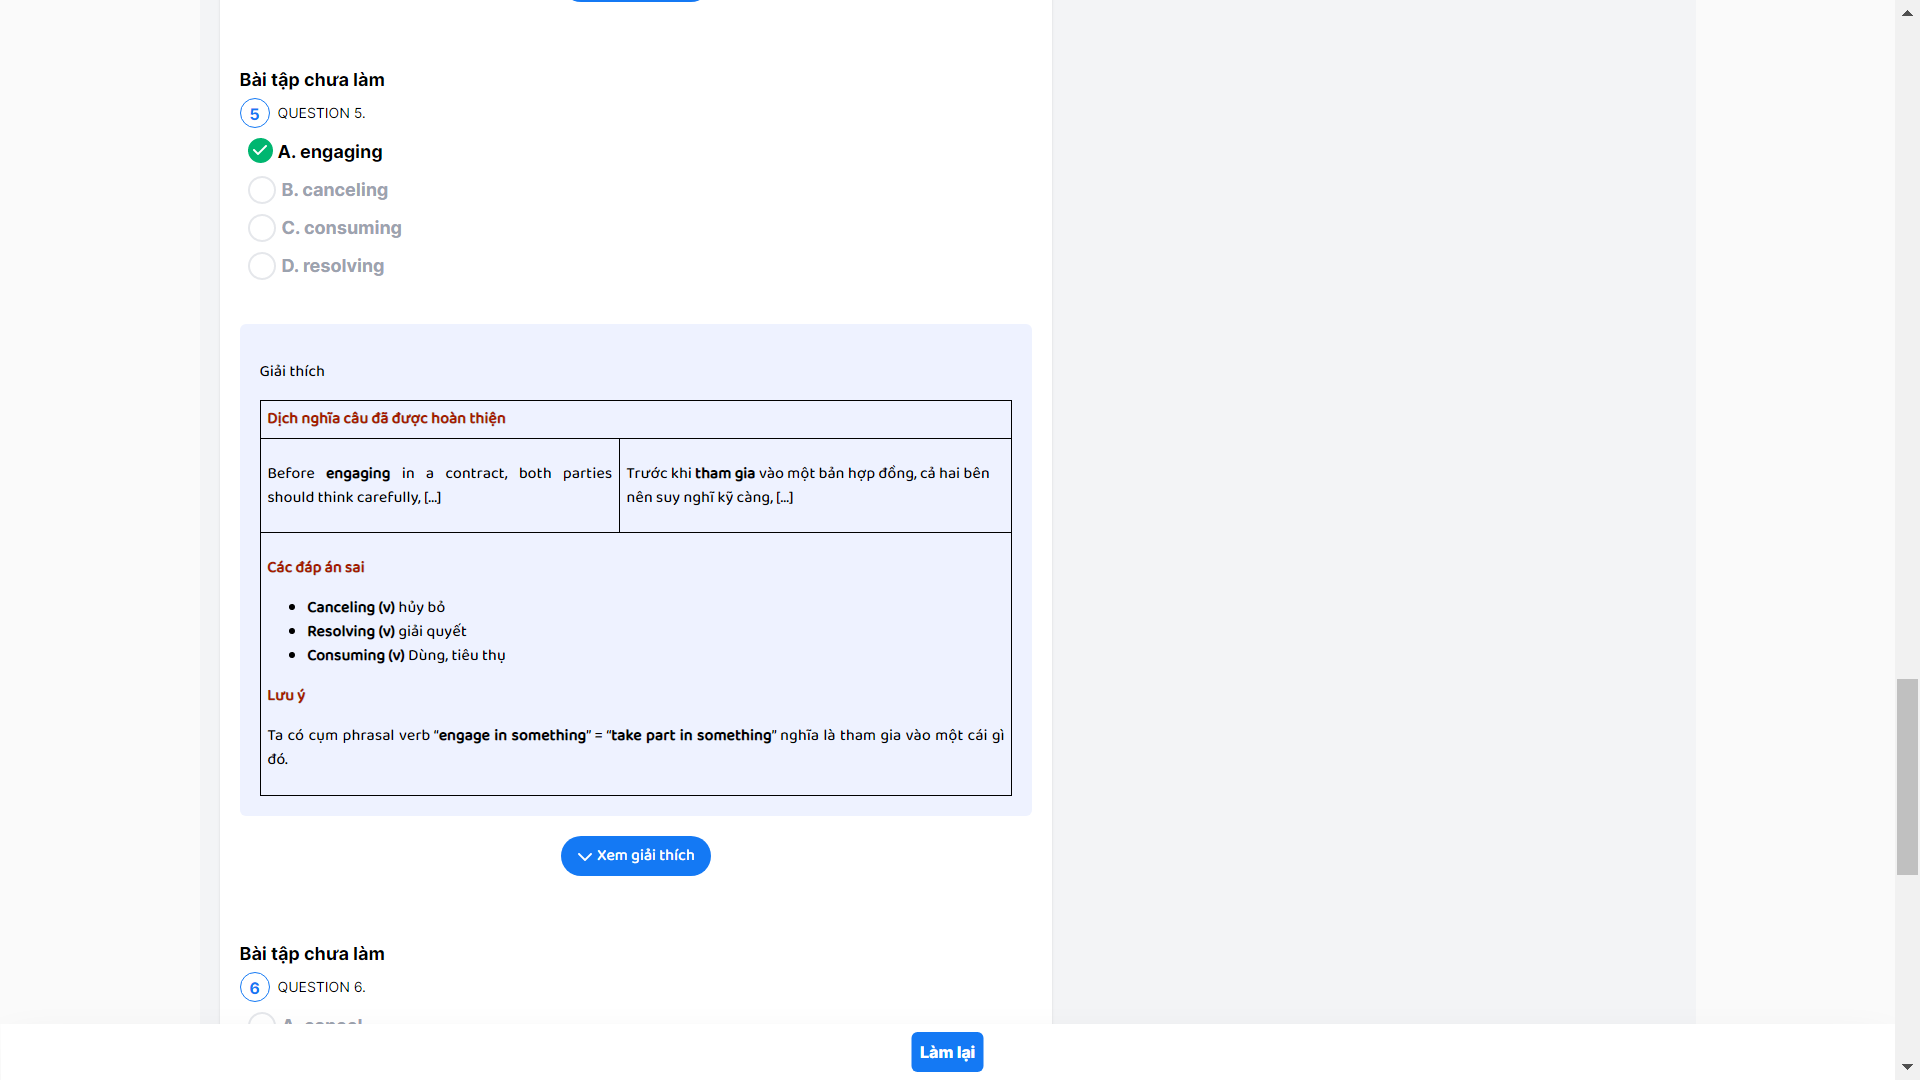 Bài tập chưa làm
5 QUESTION 5.
A. engaging
B. canceling
C. consuming
D. resolving
Giải thích
Dịch nghĩa câu đã được hoàn thiện
Before engaging in a contract, both parties
should think carefully, [...]
Trước khi tham gia vào một bản hợp đồng, cả hai bên
nên suy nghĩ kỹ càng, [...]
Các đáp án sai
• Canceling (v) hủy bỏ
• Resolving (v) giải quyết
• Consuming (v) Dùng, tiêu thụ
Lưu ý
Ta có cụm phrasal verb “engage in something” = “take part in something” nghĩa là tham gia vào một cái gì
đó.
Xem giải thích
Bài tập chưa làm
6 QUESTION 6.
A. cancel
Làm lại